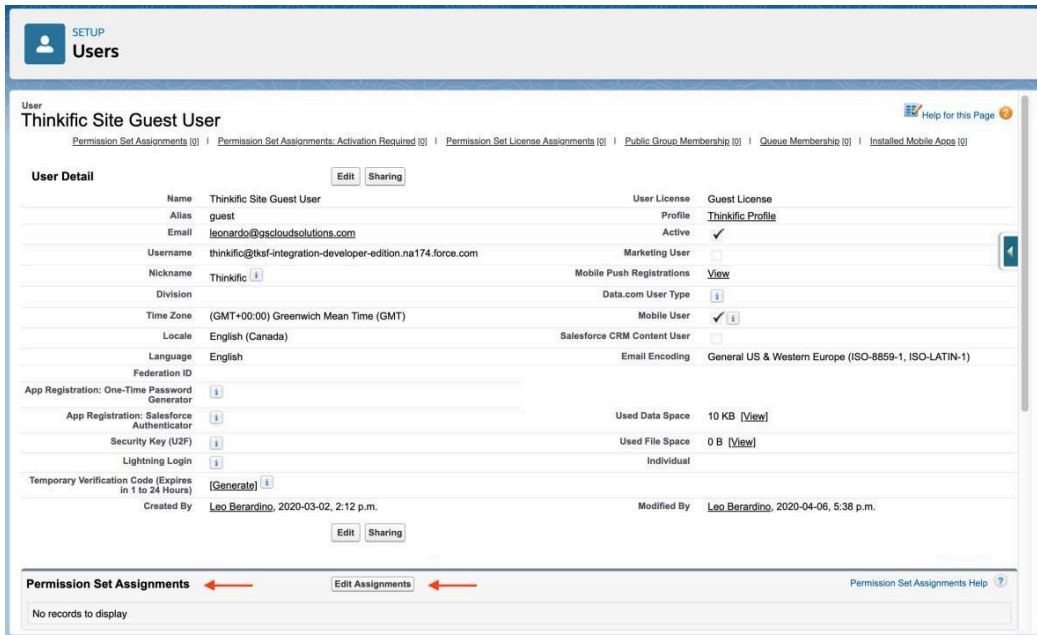 SETUP
Users
User
Thinkific Site Guest User
Help for this Page
Permission Set Assignments [0] | Permission Set Assignments: Activation Required [0] | Permission Set License Assignments [0] | Public Group Membership [0] | Queue Membership [0] | Installed Mobile Apps [0]
User Detail Edit Sharing
Name Thinkific Site Guest User User License Guest License
Alias guest Profile Thinkific Profile
Email leonardo@gscloudsolutions.com Active
Username thinkific@tksf-integration-developer-edition.na174.force.com Marketing User
Nickname Thinkific i Mobile Push Registrations View
Division Data.com User Type i
Time Zone (GMT+00:00) Greenwich Mean Time (GMT) Mobile User i
Locale English (Canada) Salesforce CRM Content User
Language English Email Encoding General US & Western Europe (ISO-8859-1, ISO-LATIN-1)
Federation ID
App Registration: One-Time Password
Generator i
App Registration: Salesforce
Authenticator i Used Data Space 10 KB [View]
Security Key (U2F) i Used File Space 0 B [View]
Lightning Login i Individual
Temporary Verification Code (Expires
in 1 to 24 Hours) [Generate] i
Created By Leo Berardino, 2020-03-02, 2:12 p.m. Modified By Leo Berardino, 2020-04-06, 5:38 p.m.
Edit Sharing
Permission Set Assignments Edit Assignments Permission Set Assignments Help ?
No records to display